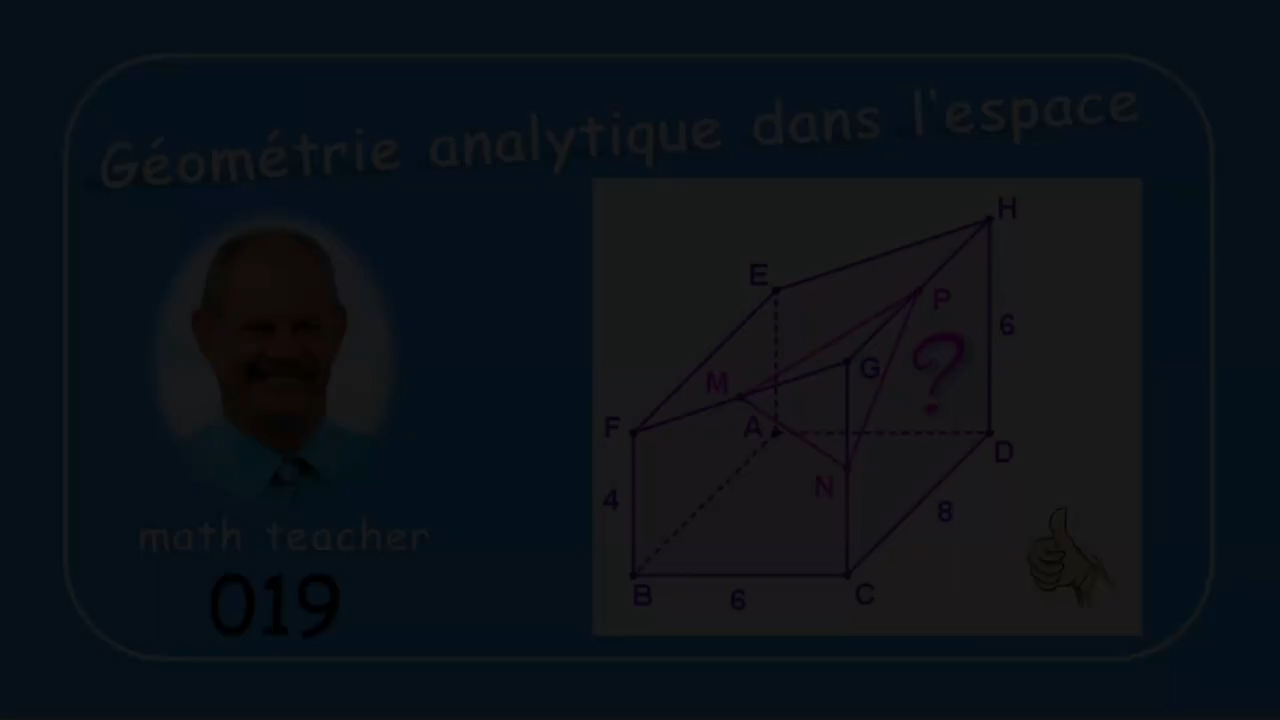 Géométrie analytique dans l'espace
H
E
P
6
G
M
F
A
D
N
4
8
B
6
C
?
math teacher
019